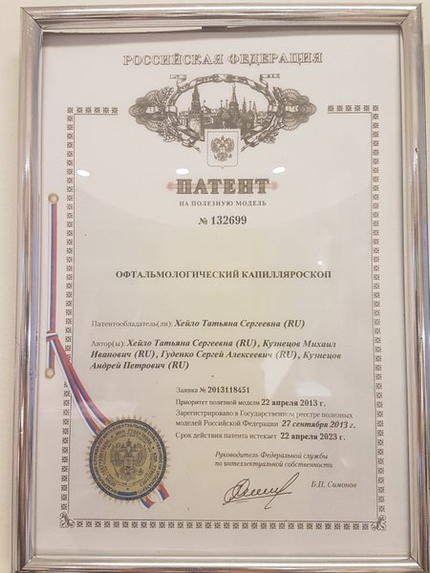 РОССИЙСКАЯ ФЕДЕРАЦИЯ
ПАТЕНТ
НА ПОЛЕЗНУЮ МОДЕЛЬ
№ 132699
ОФТАЛЬМОЛОГИЧЕСКИЙ КАПИЛЛЯРОСКОП
Патентообладатель(ли): Хейло Татьяна Сергеевна (RU)
Автор(ы): Хейло Татьяна Сергеевна (RU), Кузнецов Михаил
Иванович (RU), Гуденко Сергей Алексеевич (RU), Кузнецов
Андрей Петрович (RU)
Заявка № 2013118451
Приоритет полезной модели 22 апреля 2013 г.
Зарегистрировано в Государственном реестре полезных
моделей Российской Федерации 27 сентября 2013 г.
Срок действия патента истекает 22 апреля 2023 г.
Руководитель Федеральной службы
по интеллектуальной собственности
Б.П. Симонов